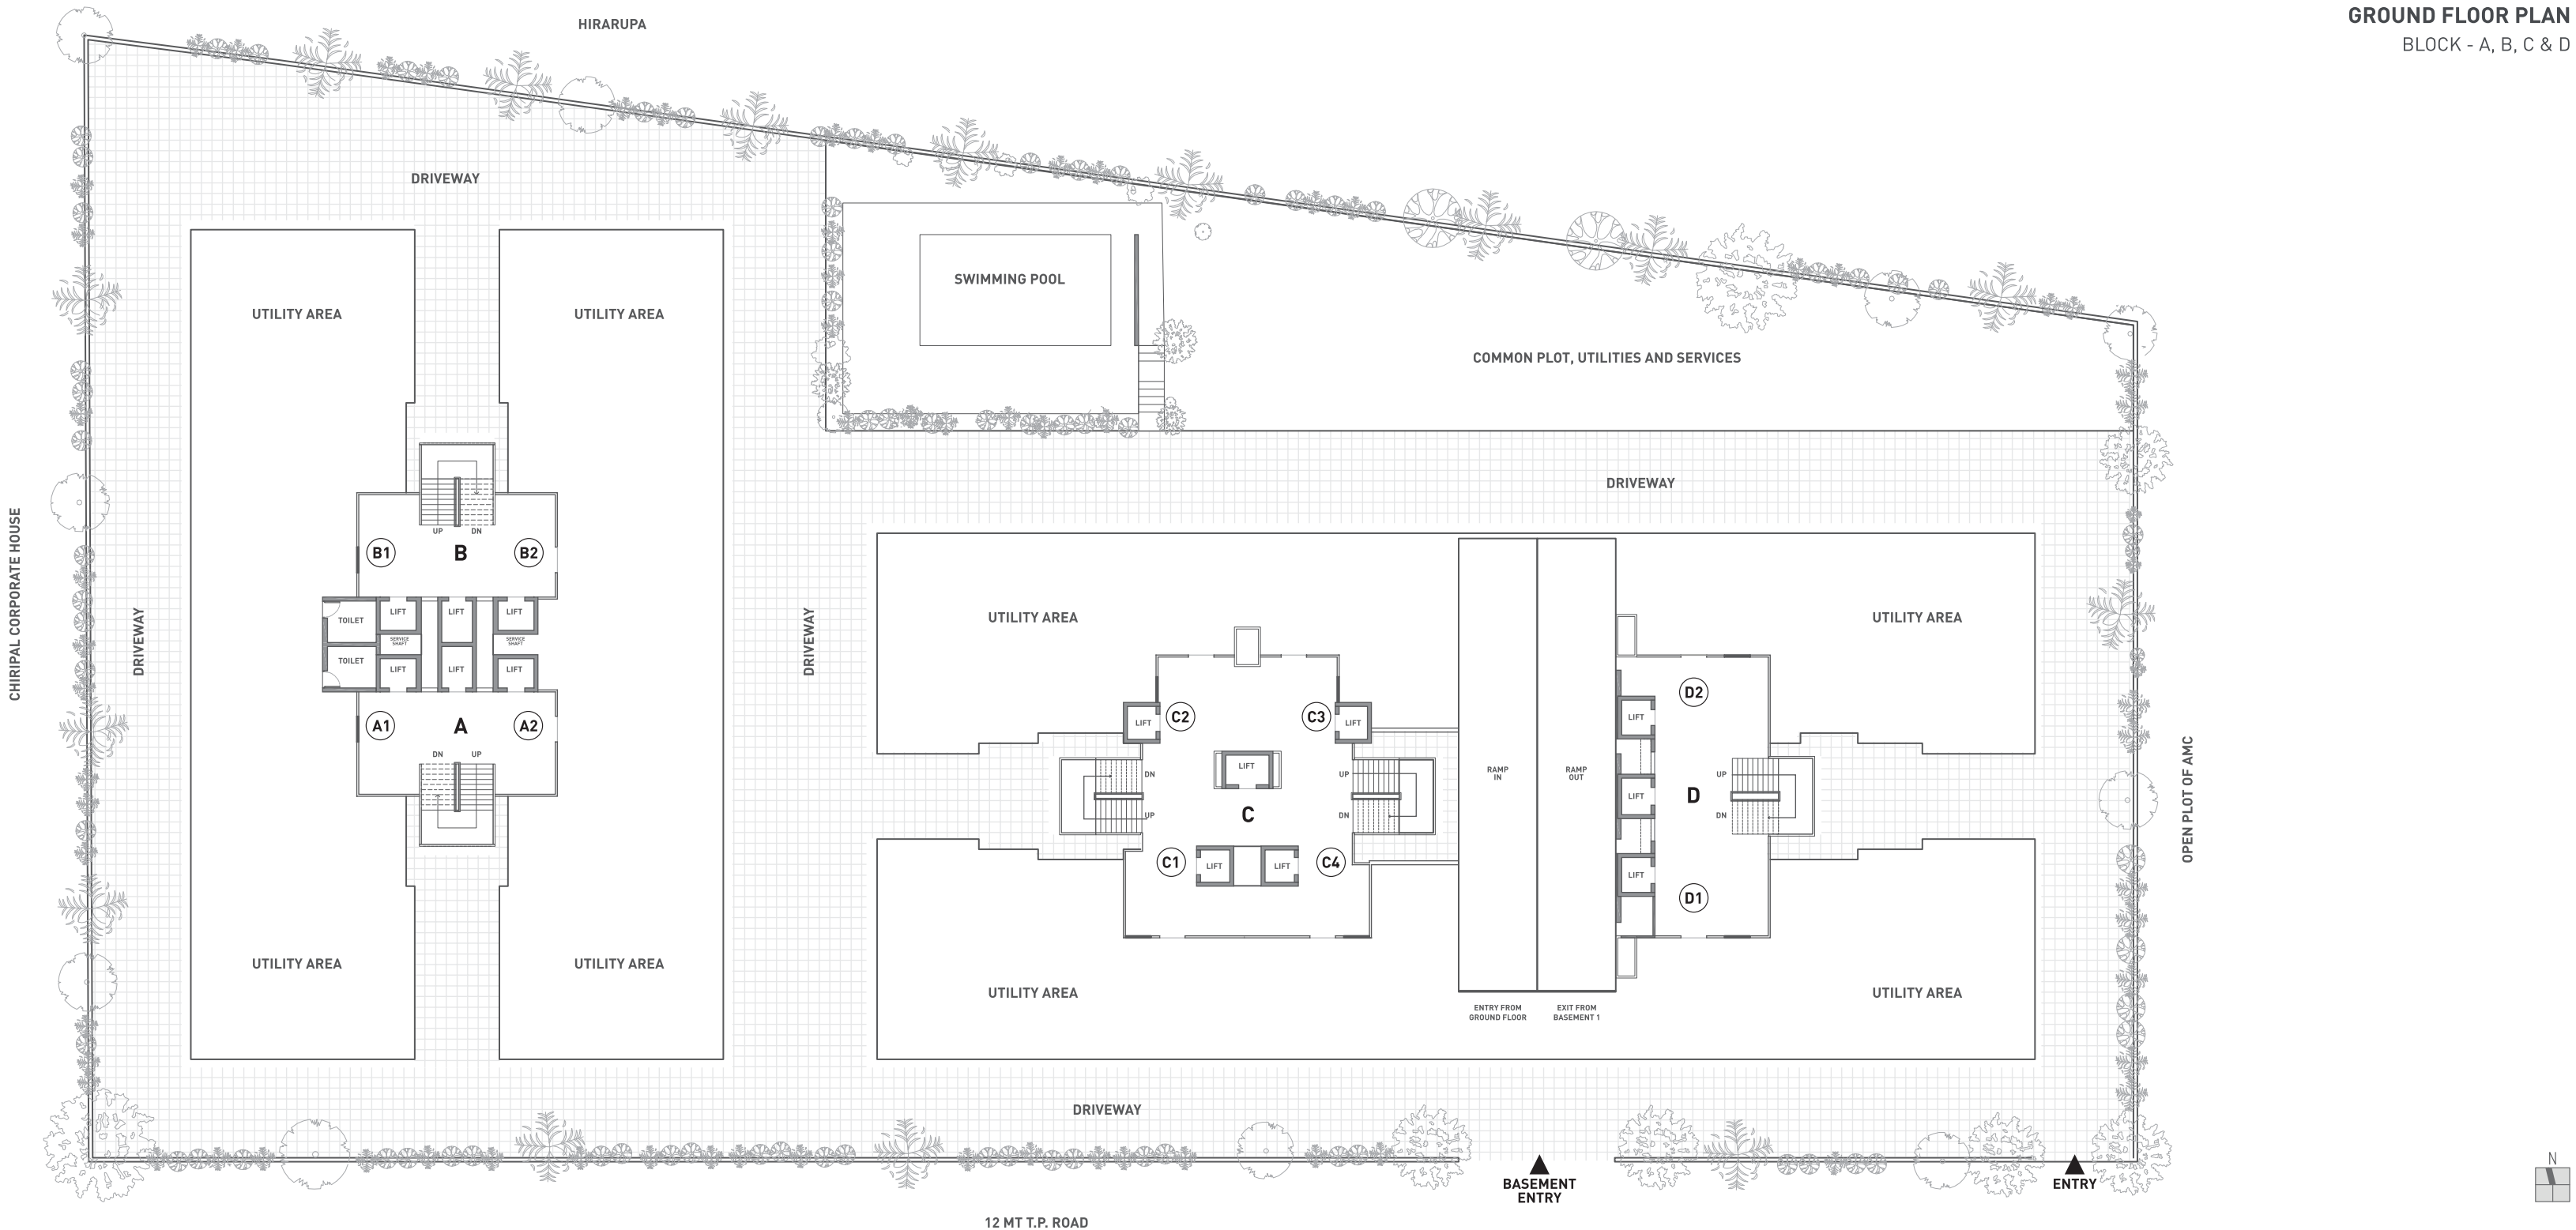 GROUND FLOOR PLAN
BLOCK - A, B, C & D
HIRARUPA
DRIVEWAY
SWIMMING POOL
UTILITY AREA
UTILITY AREA
COMMON PLOT, UTILITIES AND SERVICES
DRIVEWAY
UP
DN
B1
B
B2
CHIRIPAL CORPORATE HOUSE
DRIVEWAY
TOILET
LIFT
LIFT
LIFT
SERVICE
SHAFT
SERVICE
SHAFT
TOILET
LIFT
LIFT
LIFT
A1
A
A2
DN
UP
UTILITY AREA
UTILITY AREA
DRIVEWAY
UTILITY AREA
UTILITY AREA
LIFT
C2
C3
LIFT
LIFT
DN
UP
UP
DN
C
C1
LIFT
LIFT
C4
RAMP
IN
RAMP
OUT
D2
LIFT
LIFT
D
UP
DN
LIFT
D1
OPEN PLOT OF AMC
UTILITY AREA
UTILITY AREA
ENTRY FROM
GROUND FLOOR
EXIT FROM
BASEMENT 1
DRIVEWAY
BASEMENT
ENTRY
ENTRY
N
12 MT T.P. ROAD